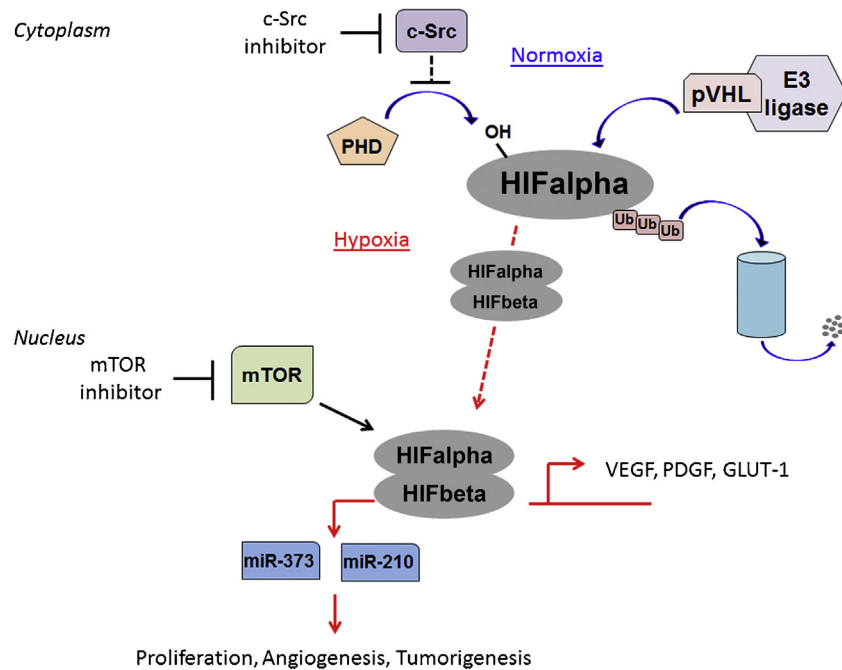 Cytoplasm
c-Src
inhibitor
c-Src
Normoxia
pVHL
E3
ligase
PHD
OH
HIFalpha
Ub Ub Ub
Hypoxia
HIFalpha
HIFbeta
Nucleus
mTOR
inhibitor
mTOR
HIFalpha
HIFbeta
VEGF, PDGF, GLUT-1
miR-373
miR-210
Proliferation, Angiogenesis, Tumorigenesis